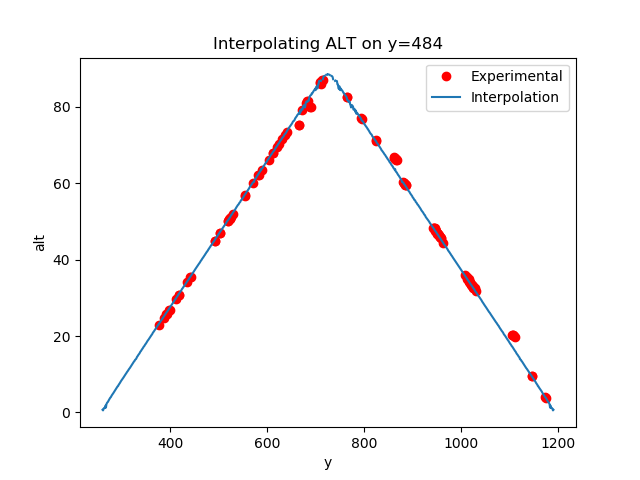 Interpolating ALT on y=484
Experimental
Interpolation
alt
80
60
40
20
0
400 600 800 1000 1200
y